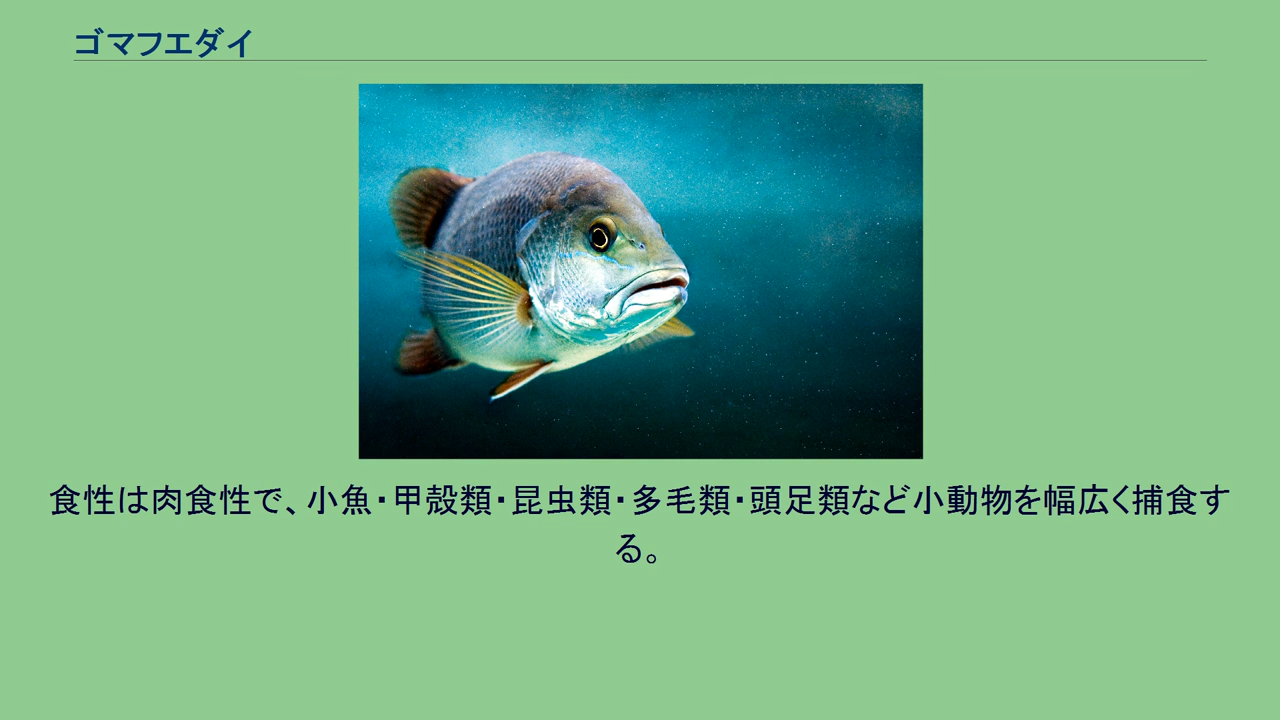 ゴマフエダイ
食性は肉食性で、小魚・甲殻類・昆虫類・多毛類・頭足類など小動物を幅広く捕食す
る。